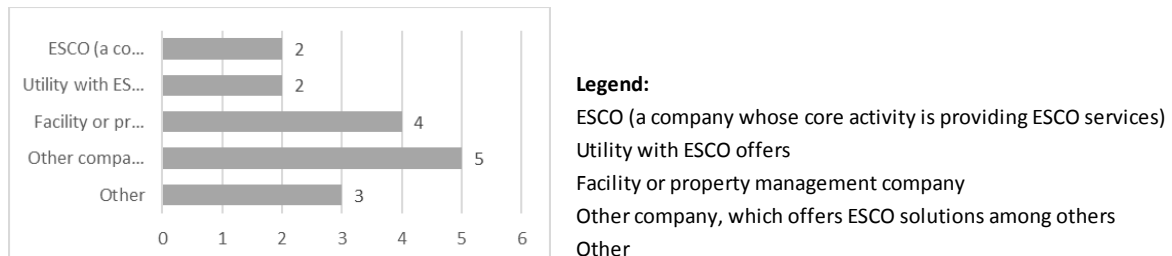 ESCO (a co...
2
Utility with ES...
2
Facility or pr...
4
Other compa...
5
Other
3
0 1 2 3 4 5 6
Legend:
ESCO (a company whose core activity is providing ESCO services)
Utility with ESCO offers
Facility or property management company
Other company, which offers ESCO solutions among others
Other